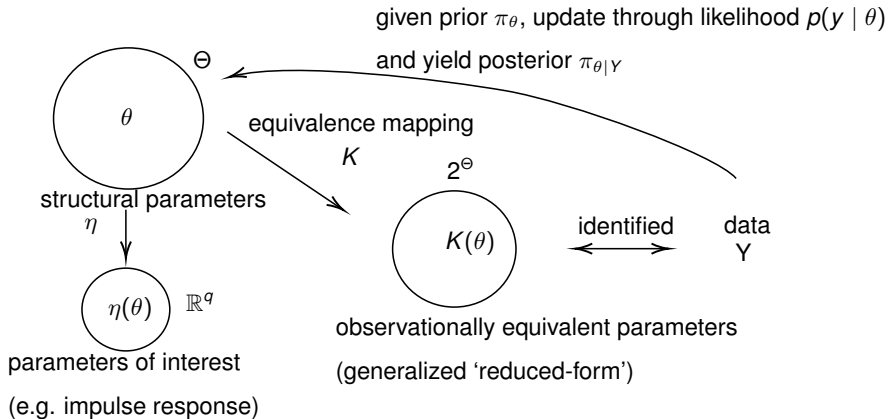 given prior π_θ, update through likelihood p(y | θ)
and yield posterior π_θ|Y
Θ
θ
equivalence mapping
K
2^Θ
structural parameters
η
K(θ)
identified
data
Y
η(θ)
ℝ^q
observationally equivalent parameters
(generalized ‘reduced-form’)
parameters of interest
(e.g. impulse response)